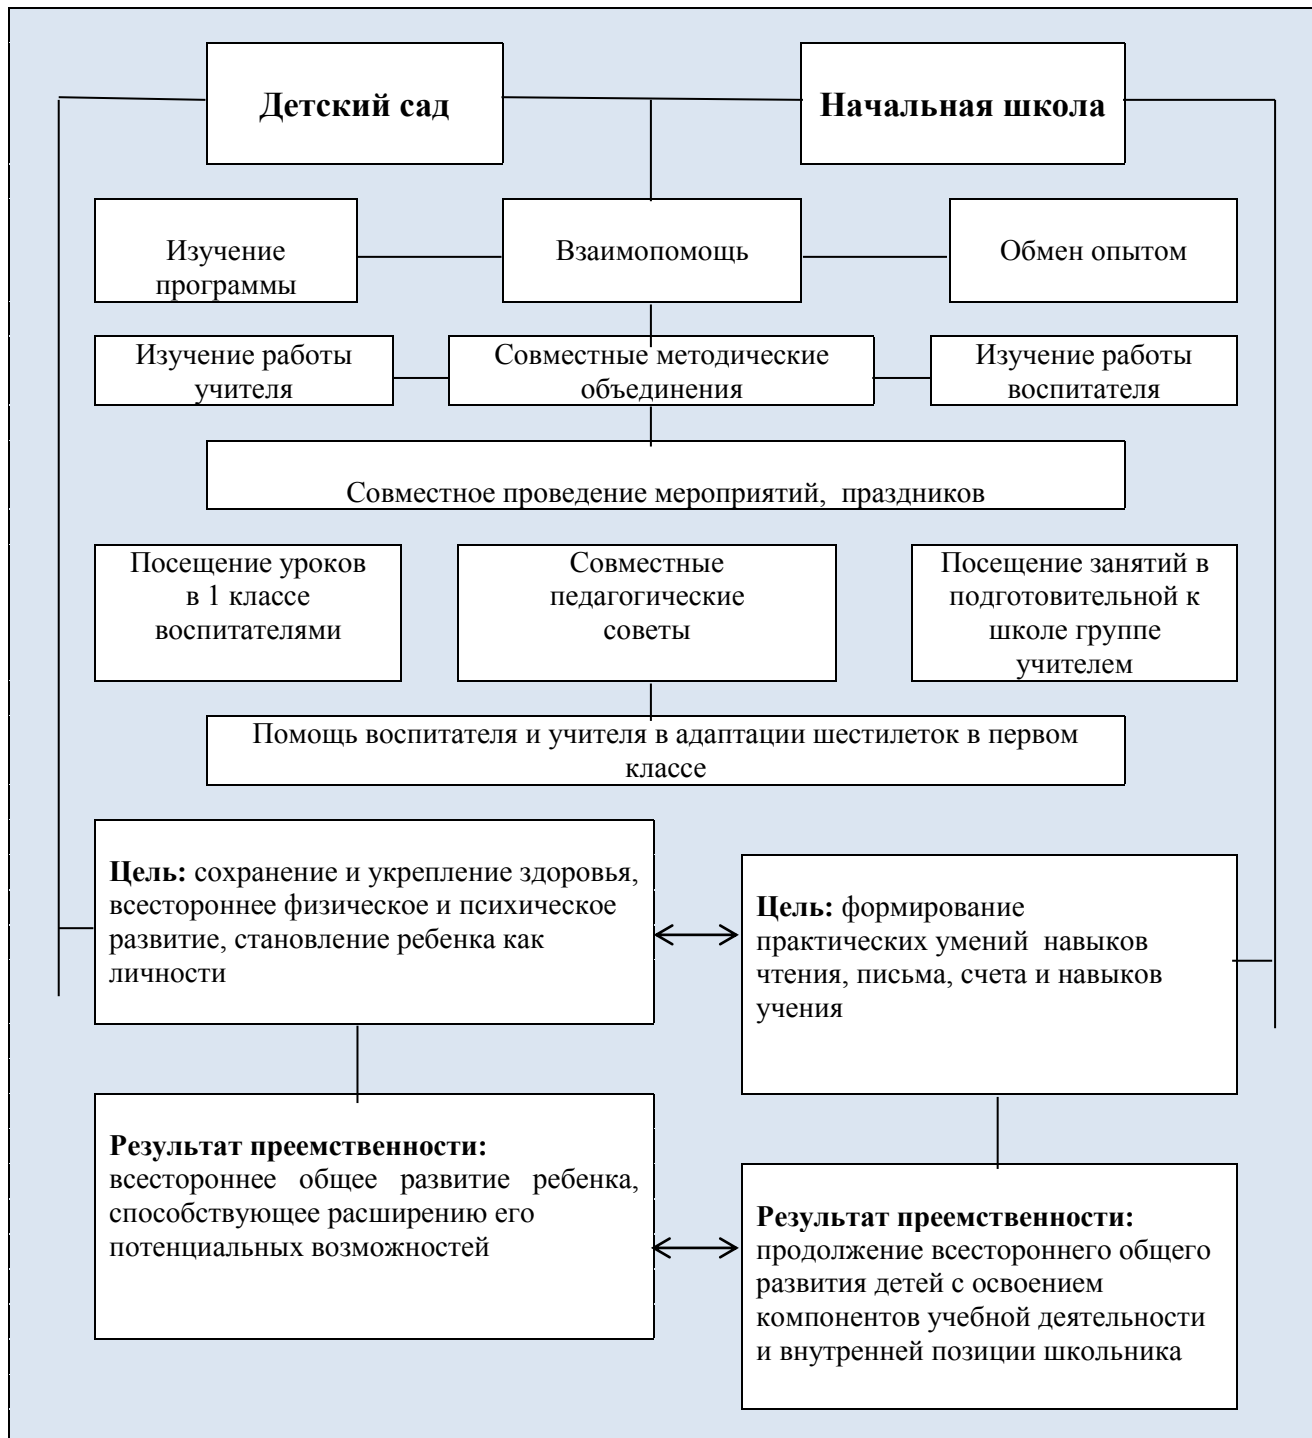 Детский сад
Начальная школа
Изучение
программы
Взаимопомощь
Обмен опытом
Изучение работы
учителя
Совместные методические
объединения
Изучение работы
воспитателя
Совместное проведение мероприятий, праздников
Посещение уроков
в 1 классе
воспитателями
Совместные
педагогические
советы
Посещение занятий в
подготовительной к
школе группе
учителем
Помощь воспитателя и учителя в адаптации шестилеток в первом
классе
Цель: сохранение и укрепление здоровья,
всестороннее физическое и психическое
развитие, становление ребенка как
личности
Цель: формирование
практических умений навыков
чтения, письма, счета и навыков
учения
Результат преемственности:
всестороннее общее развитие ребенка,
способствующее расширению его
потенциальных возможностей
Результат преемственности:
продолжение всестороннего общего
развития детей с освоением
компонентов учебной деятельности
и внутренней позиции школьника